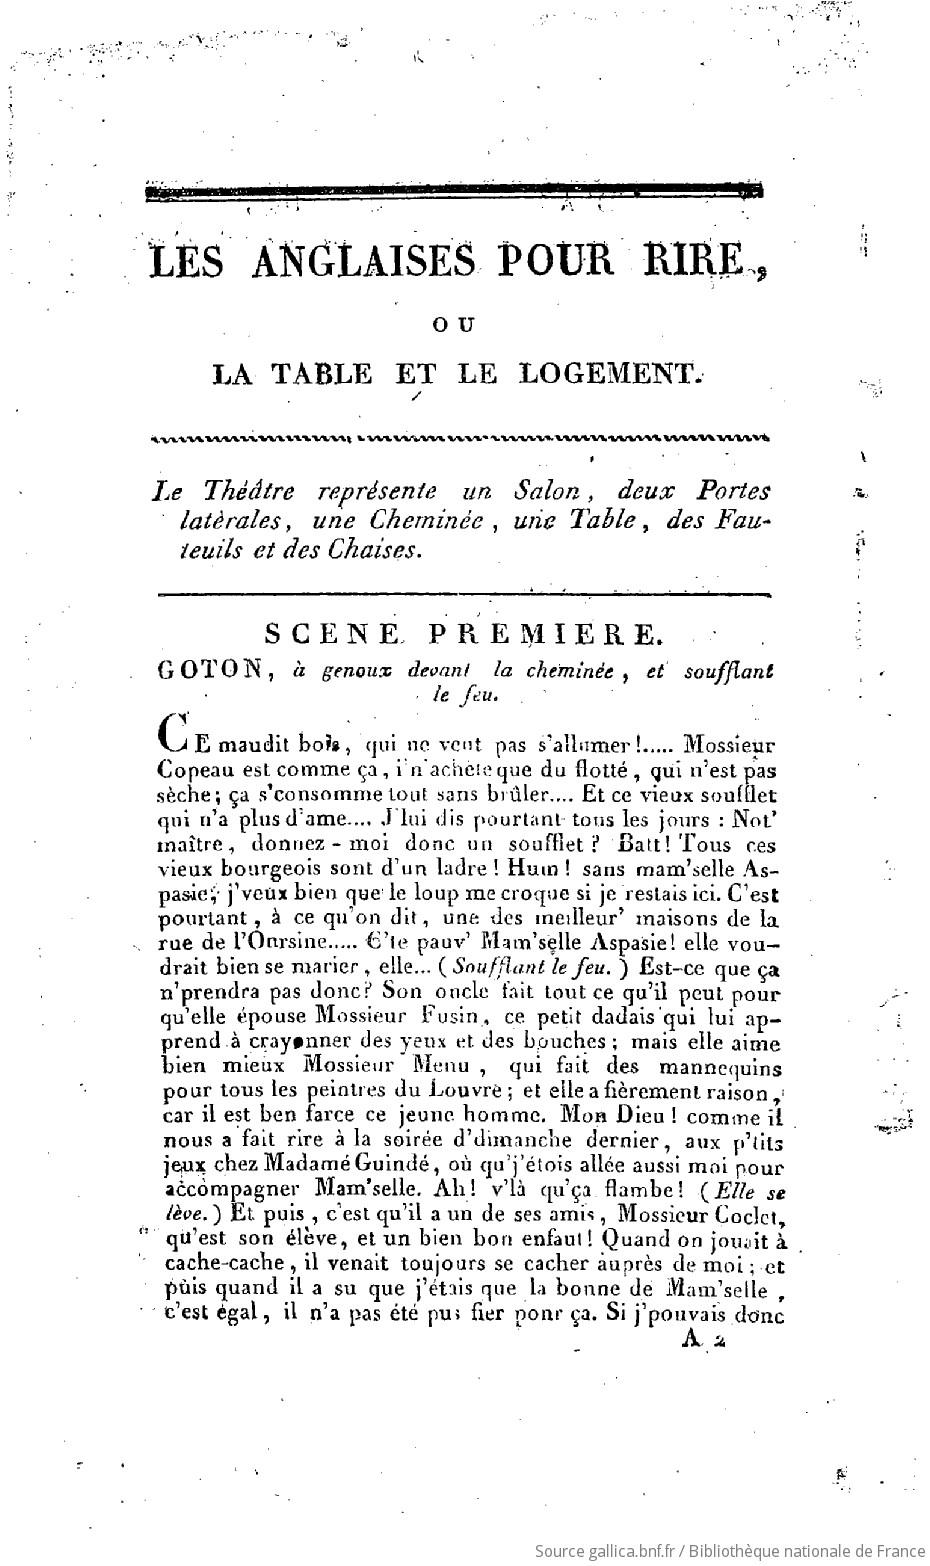 LES ANGLAISES POUR RIRE,
OU
LA TABLE ET LE LOGEMENT.
Le Théâtre représente un Salon, deux Portes
latérales, une Cheminée, une Table, des Fau-
teuils et des Chaises.
SCENE PREMIERE.
GOTON, à genoux devant la cheminée, et soufflant
le feu.
CE maudit bois, qui ne veut pas s'allumer!..... Mossieur
Copeau est comme ça, i'n'achète que du flotté, qui n'est pas
sèche; ça s'consomme tout sans brûler.... Et ce vieux soufflet
qui n'a plus d'ame.... J'lui dis pourtant tous les jours : Not'
maître, donnez-moi donc un soufflet? Batt! Tous ces
vieux bourgeois sont d'un ladre! Hum! sans mam'selle As-
pasie; j'veux bien que le loup me croque si je restais ici. C'est
pourtant, à ce qu'on dit, une des meilleur' maisons de la
rue de l'Oursine..... C'te pauv' Mam'selle Aspasie! elle vou-
drait bien se marier, elle... (Soufflant le feu.) Est-ce que ça
n'prendra pas donc? Son oncle fait tout ce qu'il peut pour
qu'elle épouse Mossieur Fusin, ce petit dadais qui lui ap-
prend à crayonner des yeux et des bouches; mais elle aime
bien mieux Mossieur Menu, qui fait des mannequins
pour tous les peintres du Louvre; et elle a fièrement raison,
car il est ben farce ce jeune homme. Mon Dieu! comme il
nous a fait rire à la soirée d'dimanche dernier, aux p'tits
jeux chez Madame Guindé, où qu'j'étois allée aussi moi pour
accompagner Mam'selle. Ah! v'là qu'ça flambe! (Elle se
lève.) Et puis, c'est qu'il a un de ses amis, Mossieur Coclet,
qu'est son élève, et un bien bon enfant! Quand on jouait à
cache-cache, il venait toujours se cacher auprès de moi; et
puis quand il a su que j'étais que la bonne de Mam'selle,
c'est égal, il n'a pas été pus fier pour ça. Si j'pouvais donc
A 2
Source gallica.bnf.fr / Bibliothèque nationale de France